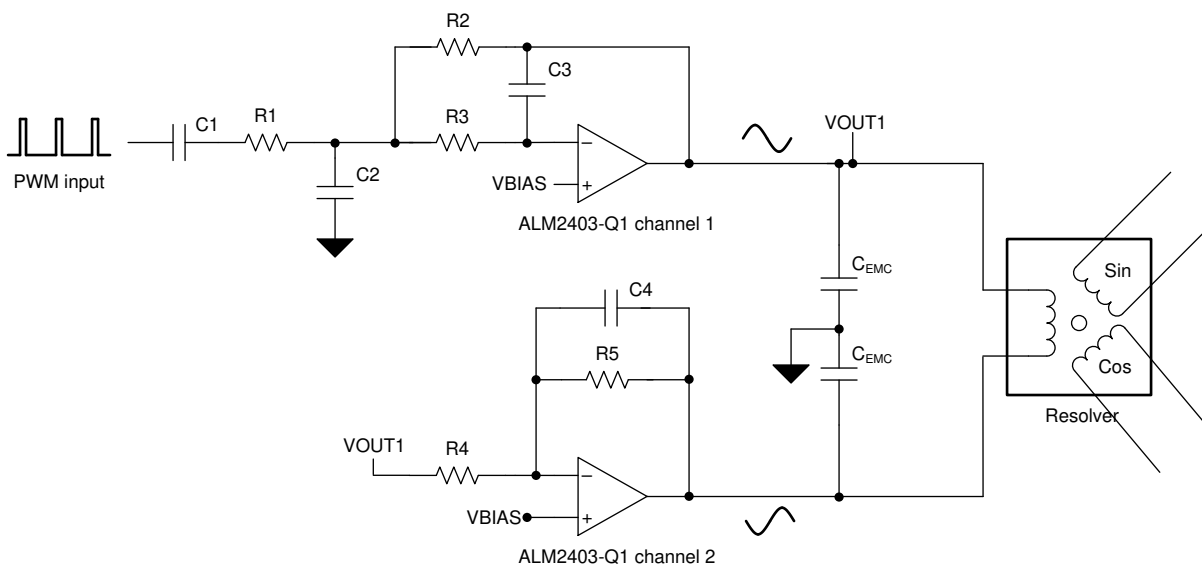 R2
C3
C1
R1
R3
PWM input
C2
VBIAS
ALM2403-Q1 channel 1
VOUT1
CEMC
CEMC
Sin
Cos
Resolver
C4
R5
VOUT1
R4
VBIAS
ALM2403-Q1 channel 2